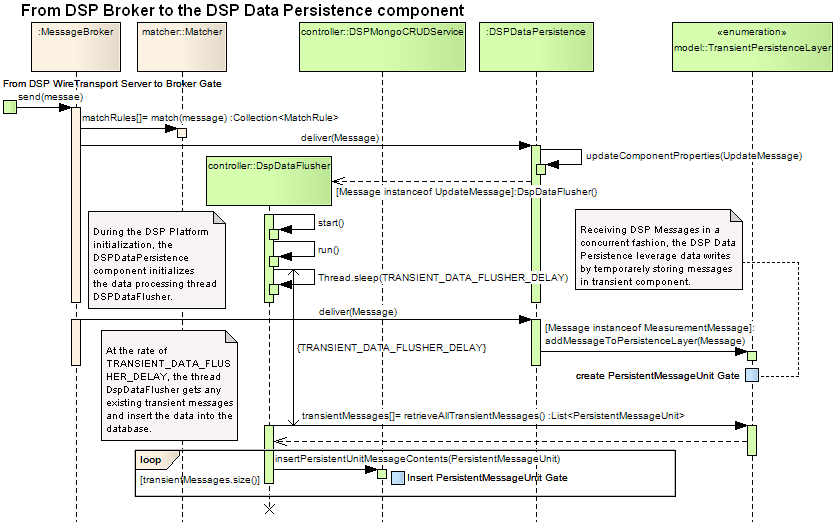 From DSP Broker to the DSP Data Persistence component
:MessageBroker
matcher::Matcher
controller::DSPMongoCRUDService
:DSPDataPersistence
«enumeration»
model::TransientPersistenceLayer
From DSP WireTransport Server to Broker Gate
send(messae)
matchRules[]= match(message) :Collection<MatchRule>
deliver(Message)
updateComponentProperties(UpdateMessage)
controller::DspDataFlusher
[Message instanceof UpdateMessage]:DspDataFlusher()
start()
run()
Thread.sleep(TRANSIENT_DATA_FLUSHER_DELAY)
During the DSP Platform
initialization, the
DSPDataPersistence
component initializes
the data processing thread
DSPDataFlusher.
Receiving DSP Messages in a
concurrent fashion, the DSP Data
Persistence leverage data writes
by temporarely storing messages
in transient component.
deliver(Message)
[Message instanceof MeasurementMessage]:
addMessageToPersistenceLayer(Message)
{TRANSIENT_DATA_FLUSHER_DELAY}
create PersistentMessageUnit Gate
At the rate of
TRANSIENT_DATA_FLUS
HER_DELAY, the thread
DspDataFlusher gets any
existing transient messages
and insert the data into the
database.
transientMessages[]= retrieveAllTransientMessages() :List<PersistentMessageUnit>
loop
insertPersistentUnitMessageContents(PersistentMessageUnit)
[transientMessages.size()]
Insert PersistentMessageUnit Gate